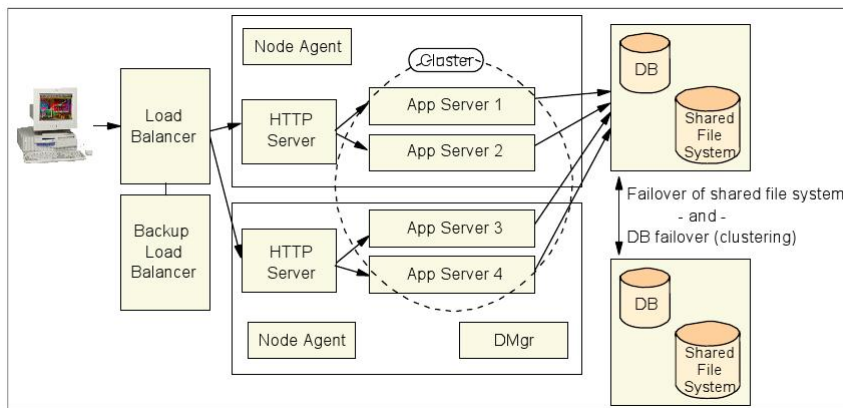 Node Agent
Cluster
Load
Balancer
HTTP
Server
App Server 1
App Server 2
DB
Shared
File
System
Backup
Load
Balancer
HTTP
Server
App Server 3
App Server 4
Node Agent
DMgr
Failover of shared file system
- and -
DB failover (clustering)
DB
Shared
File
System